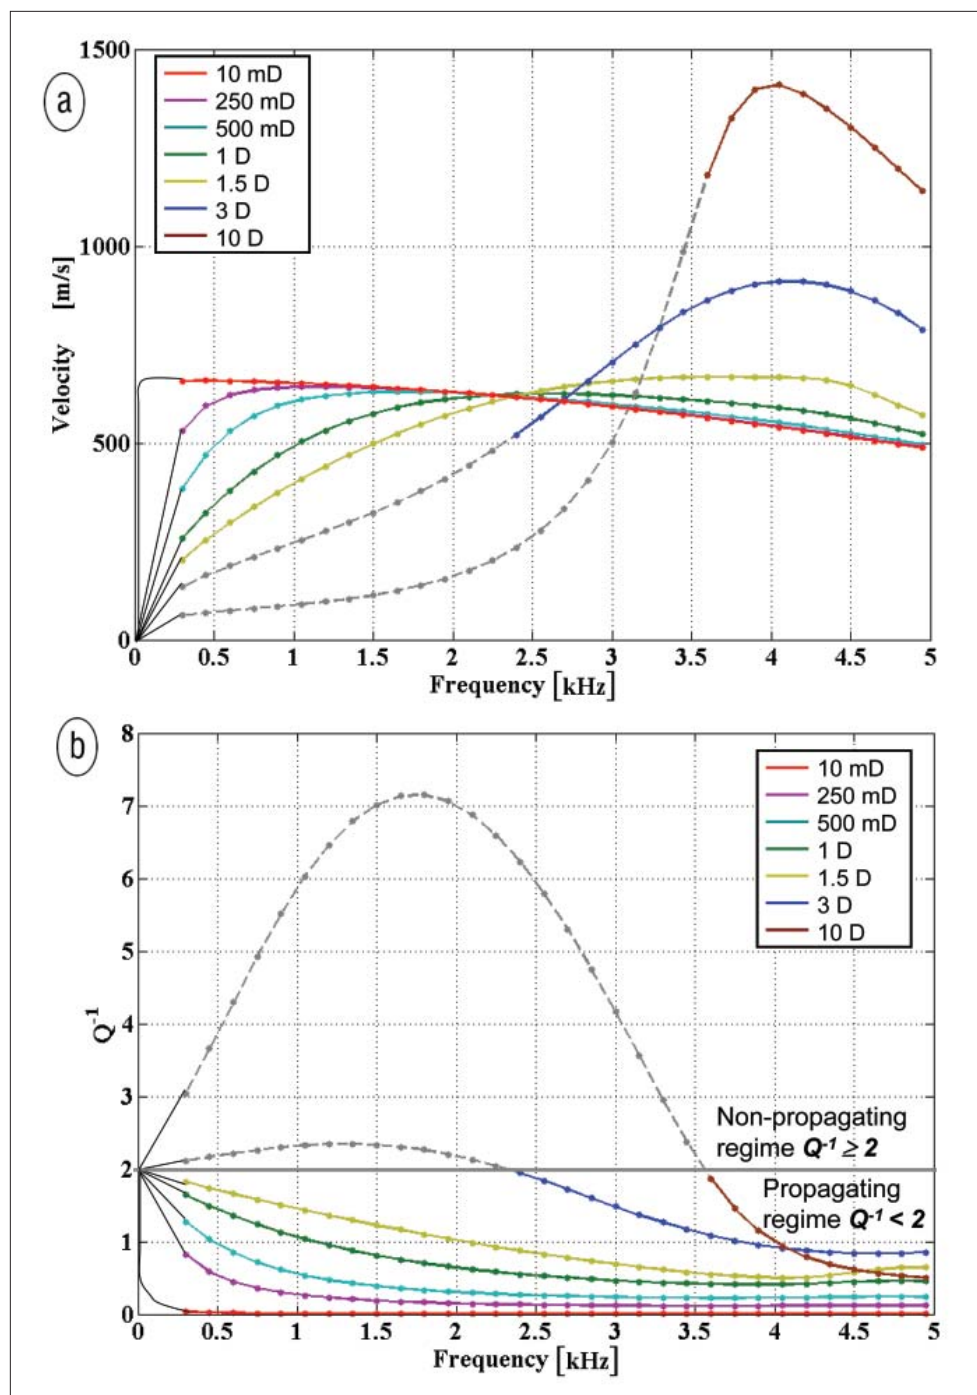 a
1500
1000
500
0
Velocity [m/s]
10 mD
250 mD
500 mD
1 D
1.5 D
3 D
10 D
0 0.5 1 1.5 2 2.5 3 3.5 4 4.5 5
Frequency [kHz]
b
8
7
6
5
4
3
2
1
0
Q-1
10 mD
250 mD
500 mD
1 D
1.5 D
3 D
10 D
Non-propagating
regime Q-1 ≥ 2
Propagating
regime Q-1 < 2
0 0.5 1 1.5 2 2.5 3 3.5 4 4.5 5
Frequency [kHz]